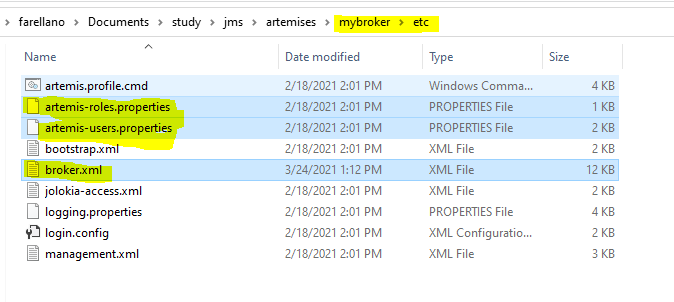 « farellano > Documents > study > jms > artemises > mybroker > etc
Name Date modified Type Size
artemis.profile.cmd 2/18/2021 2:01 PM Windows Comma... 4 KB
artemis-roles.properties 2/18/2021 2:01 PM PROPERTIES File 1 KB
artemis-users.properties 2/18/2021 2:01 PM PROPERTIES File 2 KB
bootstrap.xml 2/18/2021 2:01 PM XML File 2 KB
broker.xml 3/24/2021 1:12 PM XML File 12 KB
jolokia-access.xml 2/18/2021 2:01 PM XML File 2 KB
logging.properties 2/18/2021 2:01 PM PROPERTIES File 4 KB
login.config 2/18/2021 2:01 PM XML Configuratio... 2 KB
management.xml 2/18/2021 2:01 PM XML File 3 KB